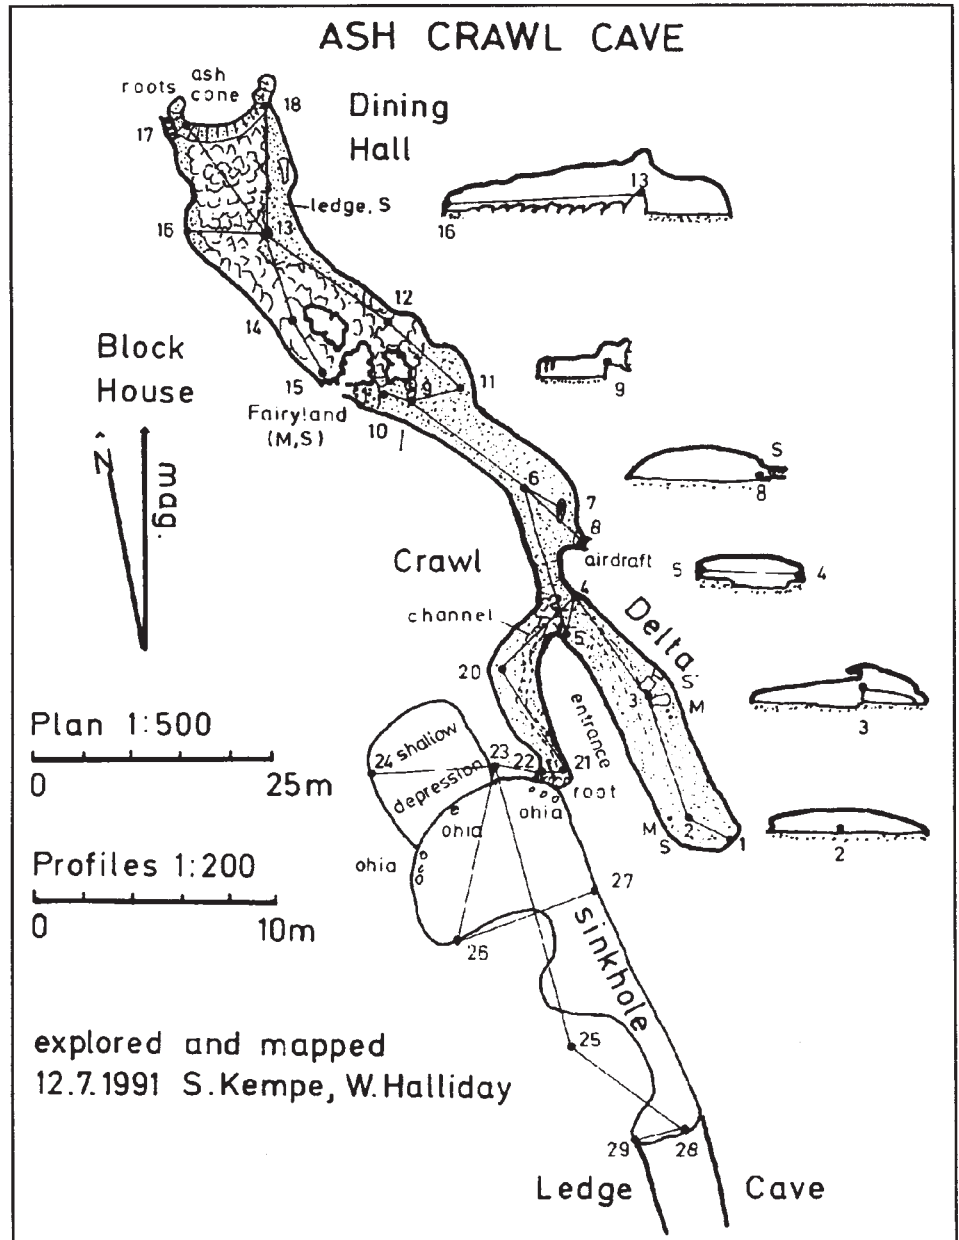 ASH CRAWL CAVE
ash
roots cone
18
17
Dining
Hall
13
16
ledge, S
16
13
12
14
Block
House
15
11
9
9
Fairyland
(M,S)
10
N
mag.
6
7
8
S
8
airdraft
Crawl
4
S
4
channel
5
Delta
S
M
20
3
3
entrance
Plan 1:500
0 25m
shallow
depression
24
23
22
21
root
ohia
ohia
ohia
M
S
2
1
2
Profiles 1:200
0 10m
27
26
Sinkhole
25
explored and mapped
12.7.1991 S. Kempe, W. Halliday
29
28
Ledge Cave